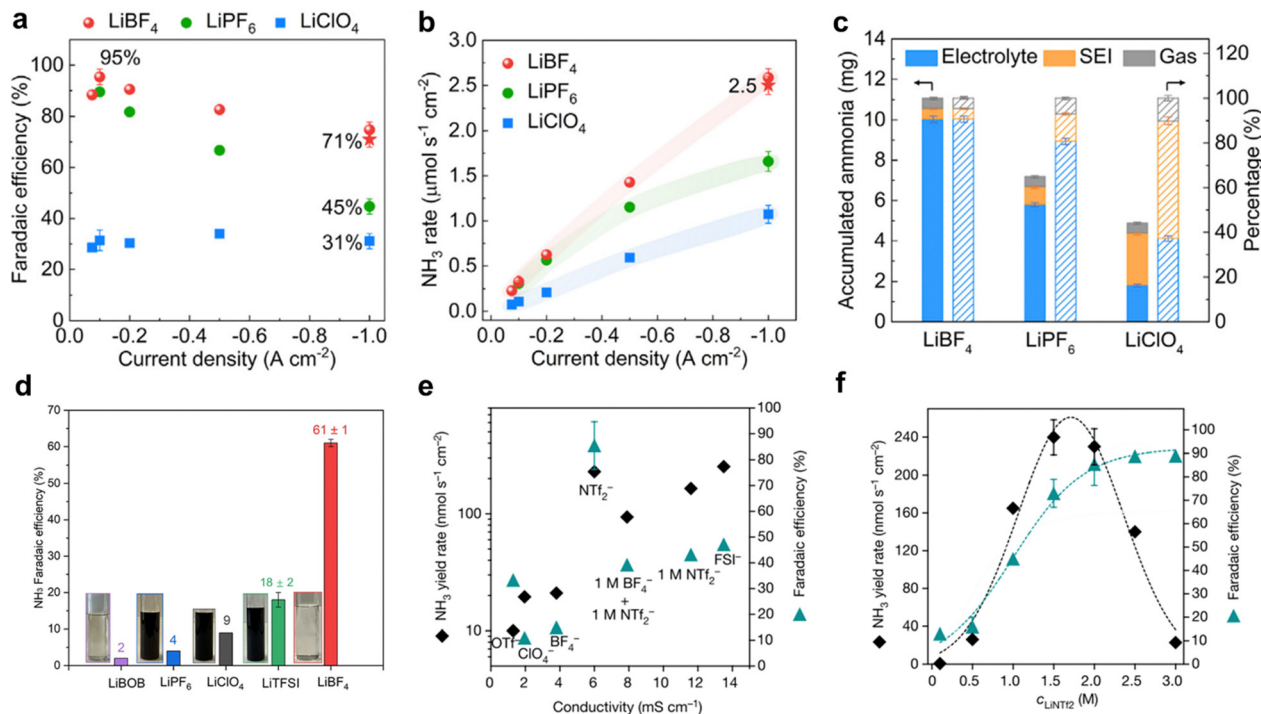 a
LiBF4 LiPF6 LiClO4
Faradaic efficiency (%)
100
80
60
40
20
0
95%
71%
45%
31%
0.0 -0.2 -0.4 -0.6 -0.8 -1.0
Current density (A cm−2)
b
NH3 rate (μmol s−1 cm−2)
3.0
2.5
2.0
1.5
1.0
0.5
0.0
LiBF4
LiPF6
LiClO4
2.5
0.0 -0.2 -0.4 -0.6 -0.8 -1.0
Current density (A cm−2)
c
Electrolyte SEI Gas
Accumulated ammonia (mg)
14
12
10
8
6
4
2
0
Percentage (%)
120
100
80
60
40
20
0
LiBF4 LiPF6 LiClO4
d
NH3 Faradaic efficiency (%)
70
60
50
40
30
20
10
0
2
4
9
18 ± 2
61 ± 1
LiBOB LiPF6 LiClO4 LiTFSI LiBF4
e
NH3 yield rate (nmol s−1 cm−2)
100
10
NTf2−
OTf−
ClO4−
BF4−
1 M BF4−
+
1 M NTf2−
1 M NTf2−
FSI−
100
90
80
70
60
50
40
30
20
10
0
Faradaic efficiency (%)
0 2 4 6 8 10 12 14
Conductivity (mS cm−1)
f
NH3 yield rate (nmol s−1 cm−2)
240
200
160
120
80
40
0
100
90
80
70
60
50
40
30
20
10
0
Faradaic efficiency (%)
0 0.5 1.0 1.5 2.0 2.5 3.0
cLiNTf2 (M)